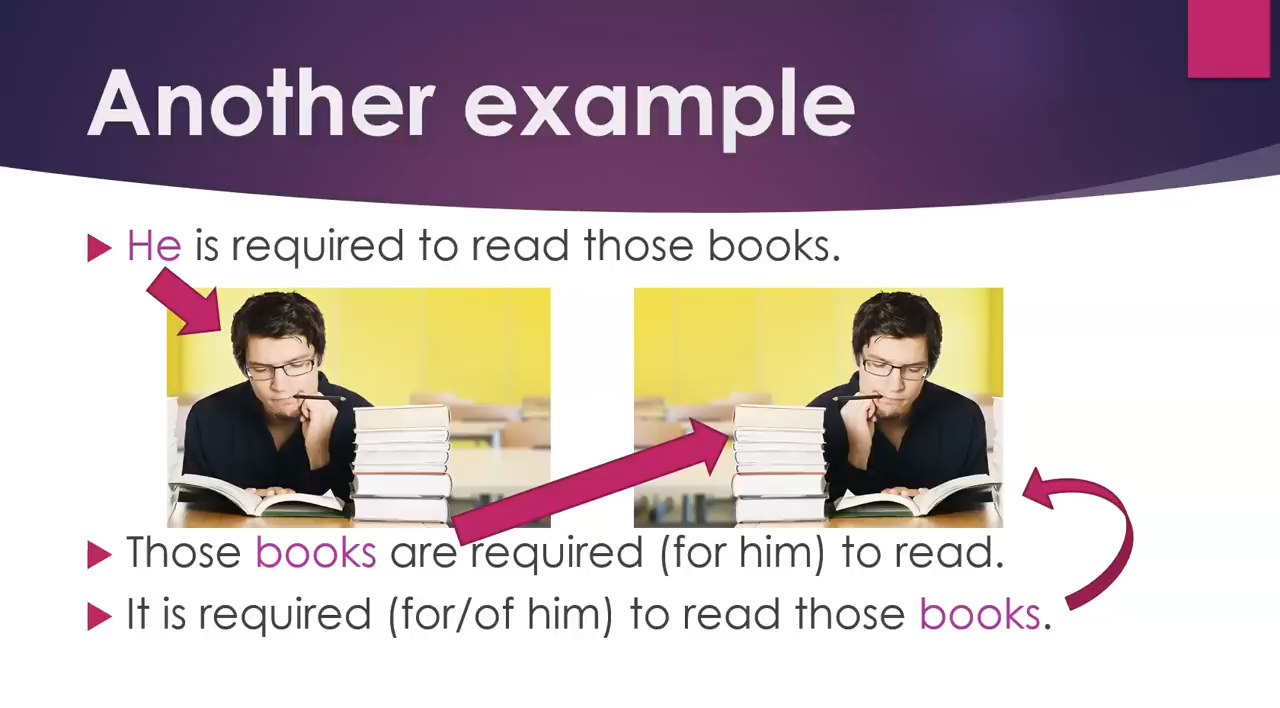 Another example
He is required to read those books.
Those books are required (for him) to read.
It is required (for/of him) to read those books.